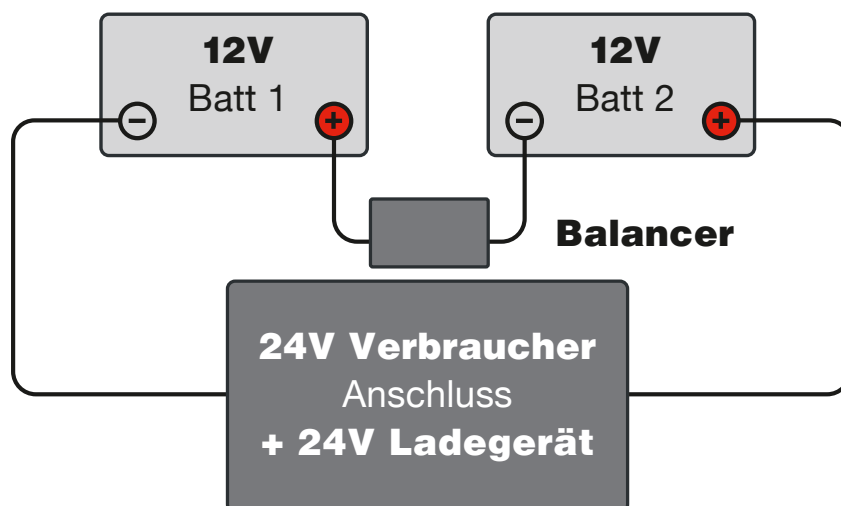 12V
Batt 1
12V
Batt 2
−
+
−
+
Balancer
24V Verbraucher
Anschluss
+ 24V Ladegerät